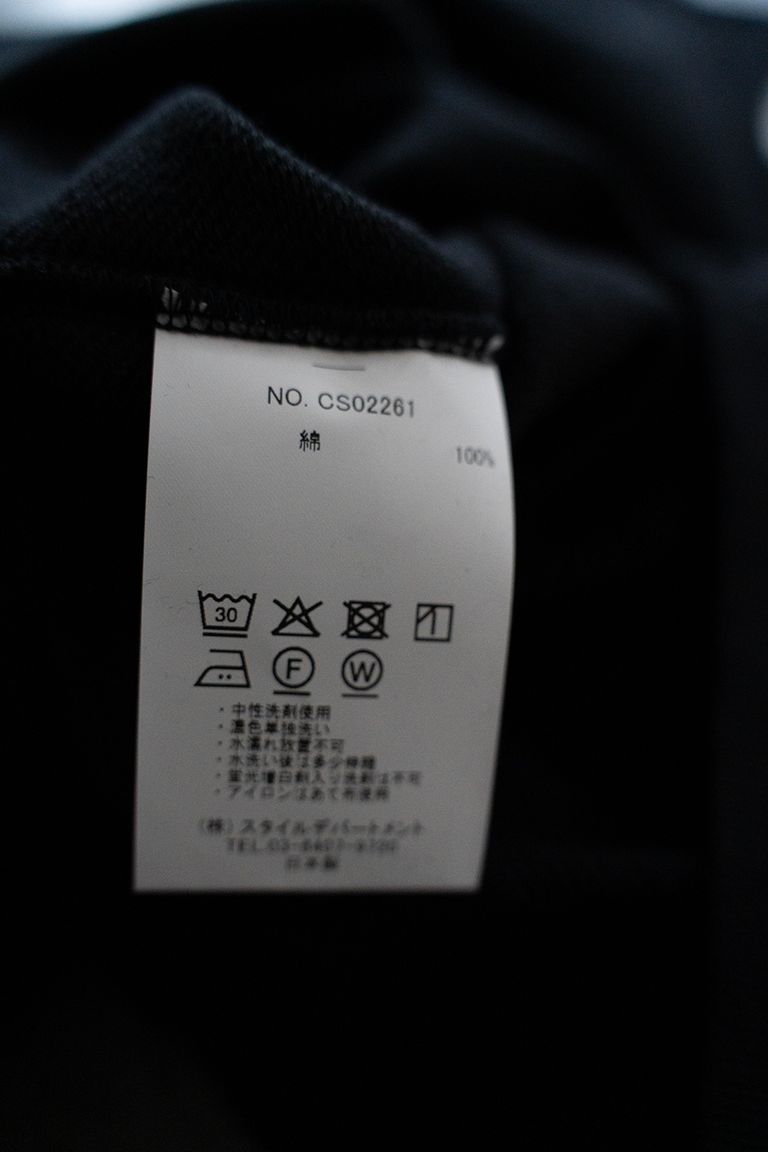 NO. CS02261
綿 100%
30
F W
・中性洗剤使用
・濃色単独洗い
・水濡れ放置不可
・水洗い後は多少伸縮
・蛍光増白剤入り洗剤は不可
・アイロンはあて布使用
(株)スタイルデパートメント
TEL.03-
日本製